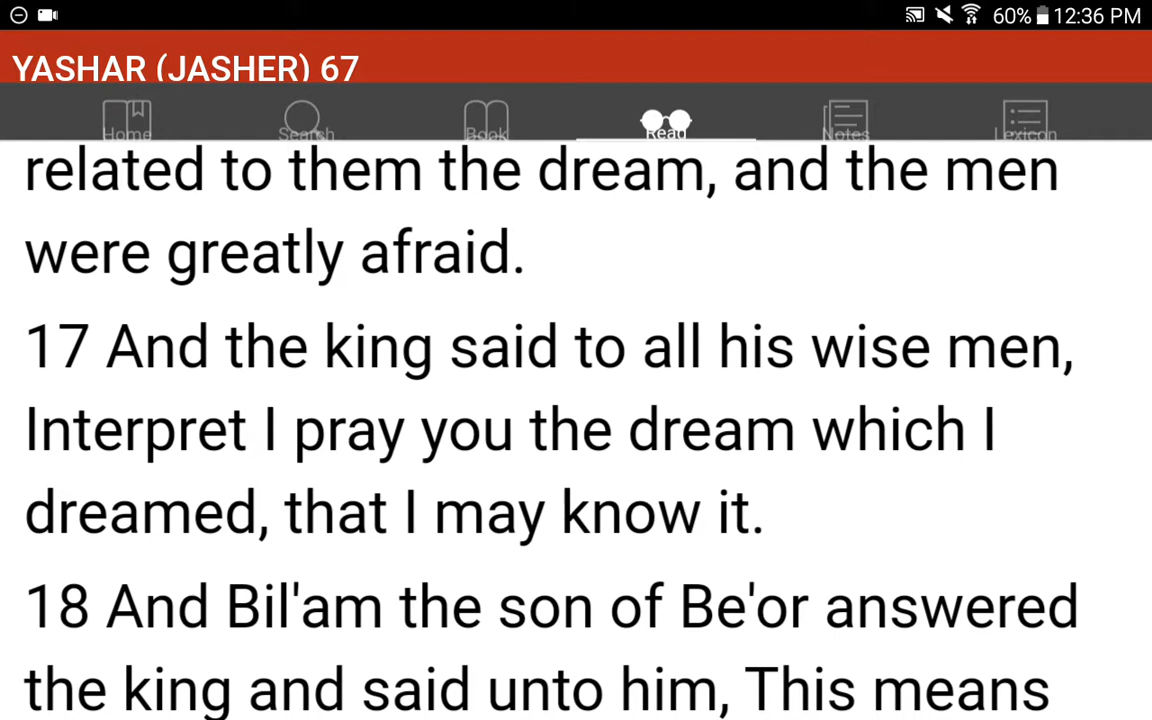 60% 12:36 PM
YASHAR (JASHER) 67
Home Search Book Read Notes Lexicon
related to them the dream, and the men
were greatly afraid.
17 And the king said to all his wise men,
Interpret I pray you the dream which I
dreamed, that I may know it.
18 And Bil'am the son of Be'or answered
the king and said unto him, This means